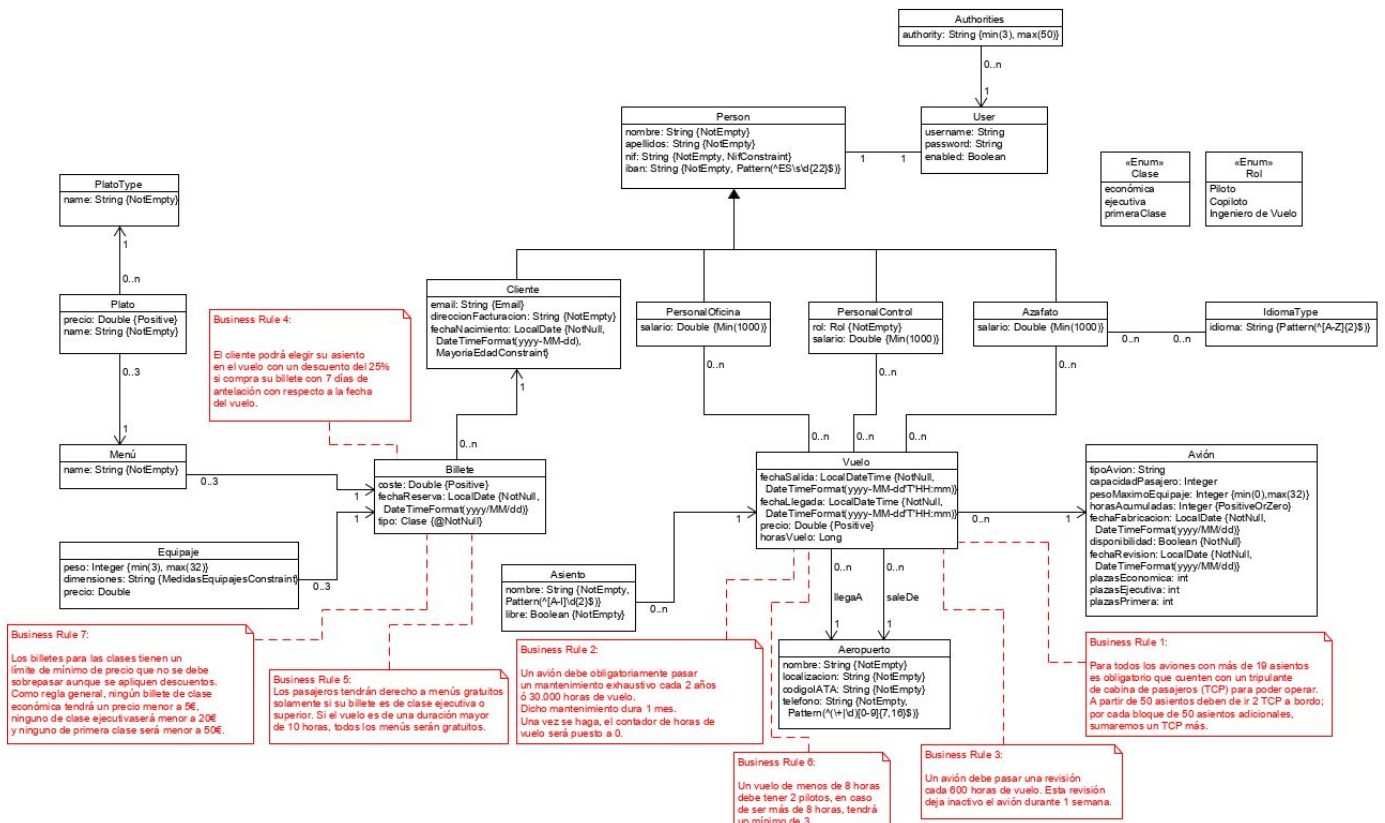 Authorities
authority: String {min(3), max(50)}
0..n
1
Person
nombre: String {NotEmpty}
apellidos: String {NotEmpty}
nif: String {NotEmpty, NifConstraint}
iban: String {NotEmpty, Pattern(^ES\s\d{22}$)}
1
1
User
username: String
password: String
enabled: Boolean
«Enum»
Clase
económica
ejecutiva
primeraClase
«Enum»
Rol
Piloto
Copiloto
Ingeniero de Vuelo
PlatoType
name: String {NotEmpty}
1
0..n
Plato
precio: Double {Positive}
name: String {NotEmpty}
0..3
1
Menú
name: String {NotEmpty}
0..3
1
Business Rule 4:
El cliente podrá elegir su asiento
en el vuelo con un descuento del 25%
si compra su billete con 7 días de
antelación con respecto a la fecha
del vuelo.
Cliente
email: String {Email}
direccionFacturacion: String {NotEmpty}
fechaNacimiento: LocalDate {NotNull,
DateTimeFormat(yyyy-MM-dd),
MayoriaEdadConstraint}
1
0..n
PersonalOficina
salario: Double {Min(1000)}
0..n
0..n
PersonalControl
rol: Rol {NotEmpty}
salario: Double {Min(1000)}
0..n
0..n
Azafato
salario: Double {Min(1000)}
0..n
0..n
0..n
0..n
IdiomaType
idioma: String {Pattern(^[A-Z]{2}$)}
Billete
coste: Double {Positive}
fechaReserva: LocalDate {NotNull,
DateTimeFormat(yyyy/MM/dd)}
tipo: Clase {@NotNull}
1
Equipaje
peso: Integer {min(3), max(32)}
dimensiones: String {MedidasEquipajesConstraint}
precio: Double
0..3
Asiento
nombre: String {NotEmpty,
Pattern(^[A-I]\d{2}$)}
libre: Boolean {NotEmpty}
0..n
1
Vuelo
fechaSalida: LocalDateTime {NotNull,
DateTimeFormat(yyyy-MM-dd'T'HH:mm)}
fechaLlegada: LocalDateTime {NotNull,
DateTimeFormat(yyyy-MM-dd'T'HH:mm)}
precio: Double {Positive}
horasVuelo: Long
0..n
1
Avión
tipoAvion: String
capacidadPasajero: Integer
pesoMaximoEquipaje: Integer {min(0),max(32)}
horasAcumuladas: Integer {PositiveOrZero}
fechaFabricacion: LocalDate {NotNull,
DateTimeFormat(yyyy/MM/dd)}
disponibilidad: Boolean {NotNull}
fechaRevision: LocalDate {NotNull,
DateTimeFormat(yyyy/MM/dd)}
plazasEconomica: int
plazasEjecutiva: int
plazasPrimera: int
0..n
0..n
llegaA
saleDe
1
1
Aeropuerto
nombre: String {NotEmpty}
localizacion: String {NotEmpty}
codigoIATA: String {NotEmpty}
telefono: String {NotEmpty,
Pattern(^(\+|\d)[0-9]{7,16}$)}
Business Rule 7:
Los billetes para las clases tienen un
límite de mínimo de precio que no se debe
sobrepasar aunque se apliquen descuentos.
Como regla general, ningún billete de clase
económica tendrá un precio menor a 5€,
ninguno de clase ejecutivaserá menor a 20€
y ninguno de primera clase será menor a 50€.
Business Rule 5:
Los pasajeros tendrán derecho a menús gratuitos
solamente si su billete es de clase ejecutiva o
superior. Si el vuelo es de una duración mayor
de 10 horas, todos los menús serán gratuitos.
Business Rule 2:
Un avión debe obligatoriamente pasar
un mantenimiento exhaustivo cada 2 años
ó 30.000 horas de vuelo.
Dicho mantenimiento dura 1 mes.
Una vez se haga, el contador de horas de
vuelo será puesto a 0.
Business Rule 1:
Para todos los aviones con más de 19 asientos
es obligatorio que cuenten con un tripulante
de cabina de pasajeros (TCP) para poder operar.
A partir de 50 asientos deben de ir 2 TCP a bordo;
por cada bloque de 50 asientos adicionales,
sumaremos un TCP más.
Business Rule 6:
Un vuelo de menos de 8 horas
debe tener 2 pilotos, en caso
de ser más de 8 horas, tendrá
un mínimo de 3.
Business Rule 3:
Un avión debe pasar una revisión
cada 600 horas de vuelo. Esta revisión
deja inactivo el avión durante 1 semana.